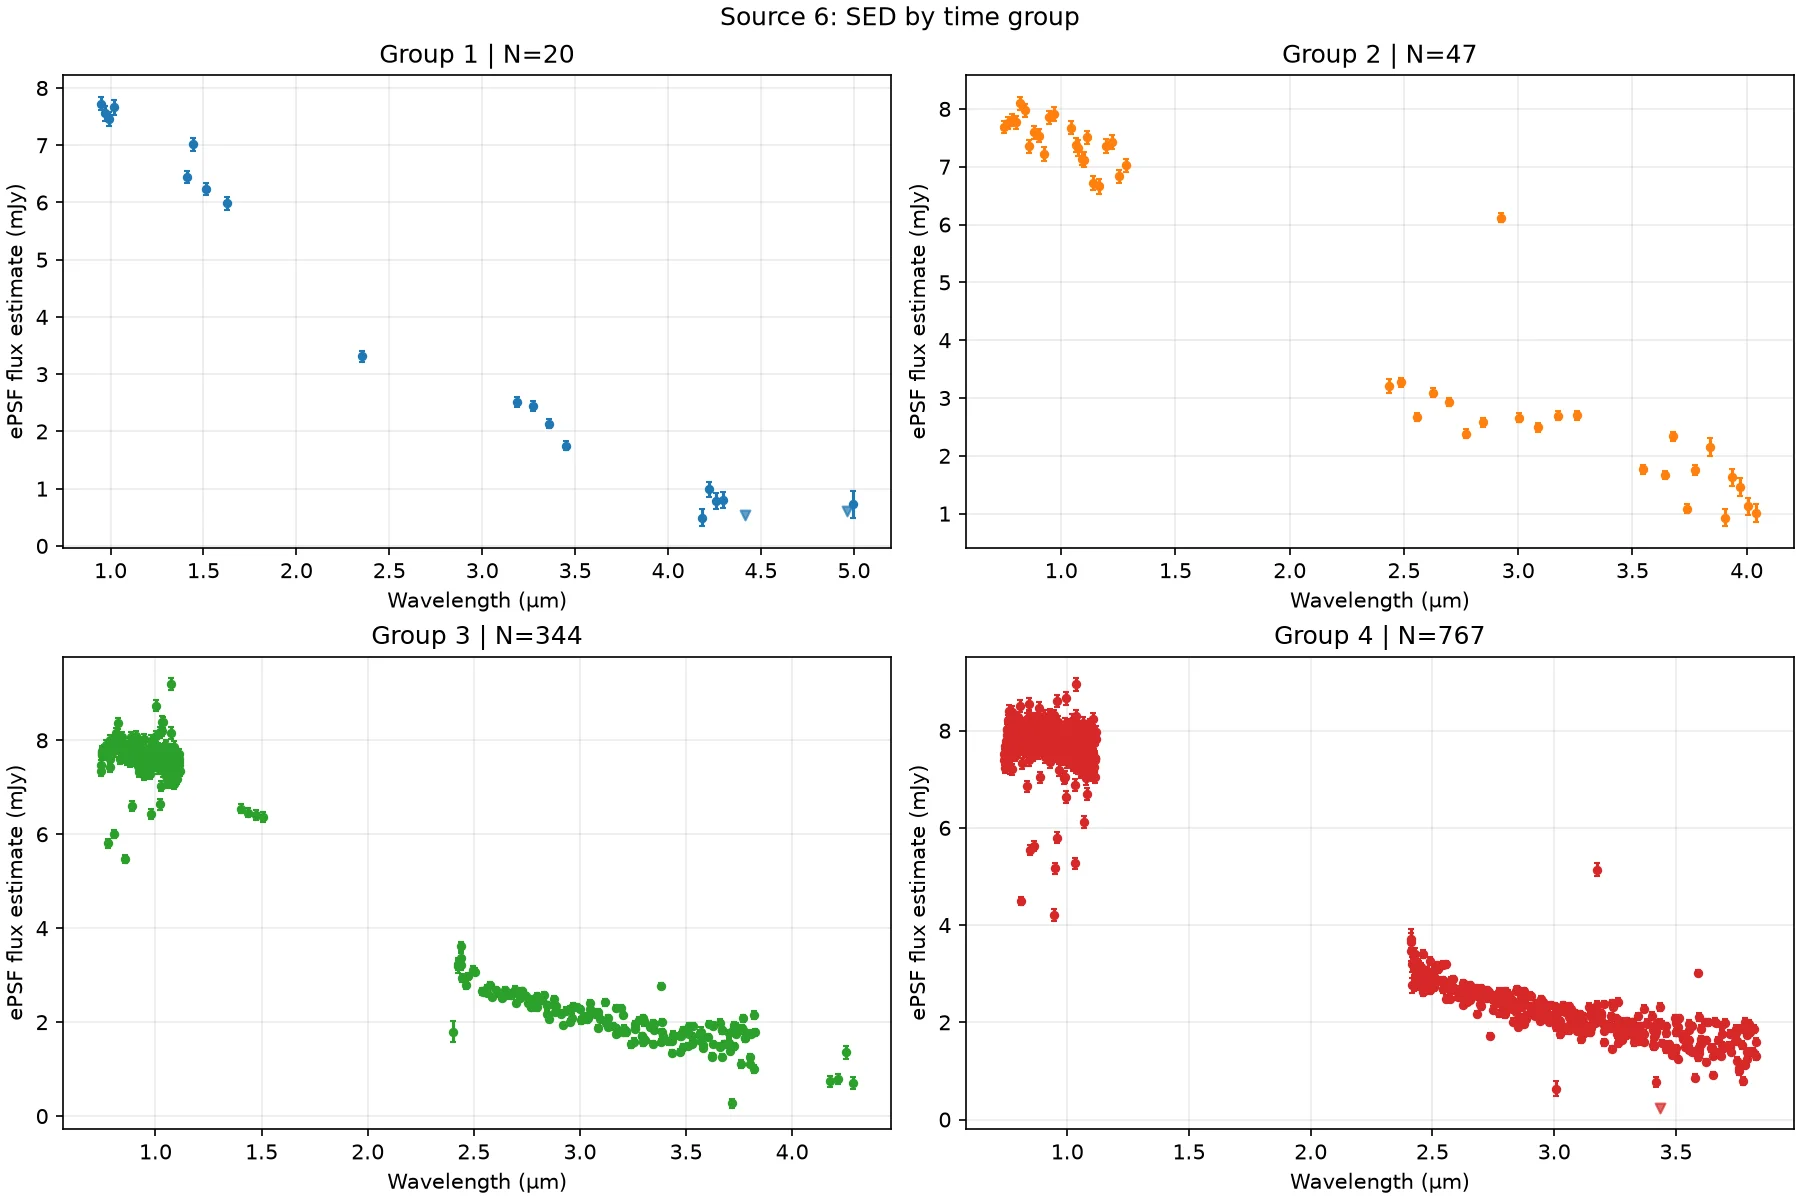 Source 6: SED by time group
Group 1 | N=20
ePSF flux estimate (mJy)
8
7
6
5
4
3
2
1
0
1.0 1.5 2.0 2.5 3.0 3.5 4.0 4.5 5.0
Wavelength (μm)
Group 2 | N=47
ePSF flux estimate (mJy)
8
7
6
5
4
3
2
1
1.0 1.5 2.0 2.5 3.0 3.5 4.0
Wavelength (μm)
Group 3 | N=344
ePSF flux estimate (mJy)
8
6
4
2
0
1.0 1.5 2.0 2.5 3.0 3.5 4.0
Wavelength (μm)
Group 4 | N=767
ePSF flux estimate (mJy)
8
6
4
2
0
1.0 1.5 2.0 2.5 3.0 3.5
Wavelength (μm)